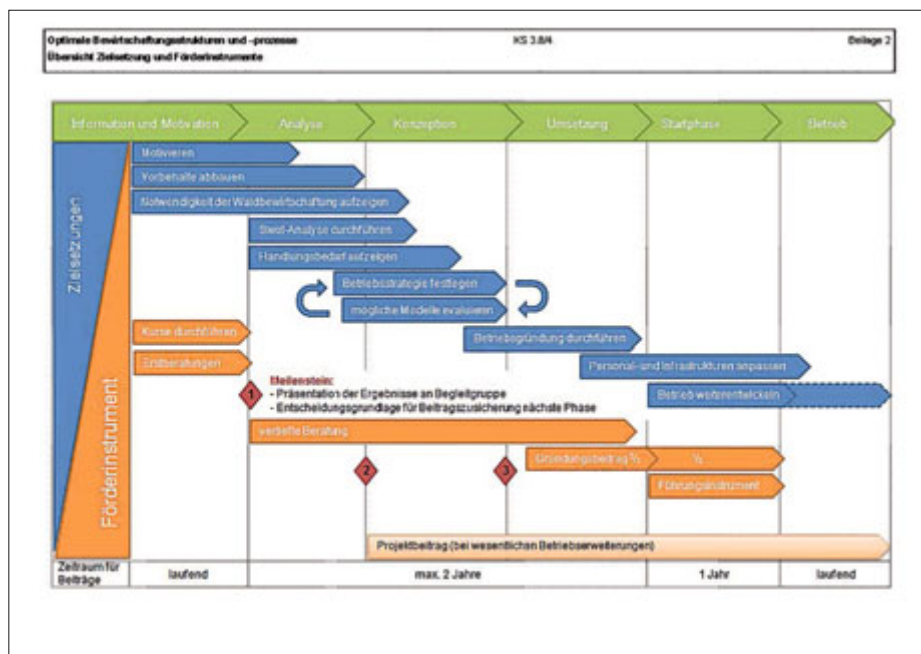 Optimale Bewirtschaftungsstrukturen und –prozesse KS 3.8/4 Beilage 2
Übersicht Zielsetzung und Förderinstrumente
Information und Motivation Analyse Konzeption Umsetzung Startphase Betrieb
Zielsetzungen
Förderinstrument
Motivieren
Vorbehalte abbauen
Notwendigkeit der Waldbewirtschaftung aufzeigen
Swot-Analyse durchführen
Handlungsbedarf aufzeigen
Betriebsstrategie festlegen
mögliche Modelle evaluieren
Kurse durchführen
Betriebsgründung durchführen
Erstberatungen
Personal- und Infrastrukturen anpassen
1
Meilenstein:
- Präsentation der Ergebnisse an Begleitgruppe
- Entscheidungsgrundlage für Beitragszusicherung nächste Phase
Betrieb weiterentwickeln
vertiefte Beratung
2
3
Gründungsbeitrag
Führungsinstrument
Projektbeitrag (bei wesentlichen Betriebserweiterungen)
Zeitraum für
Beiträge
laufend max. 2 Jahre 1 Jahr laufend